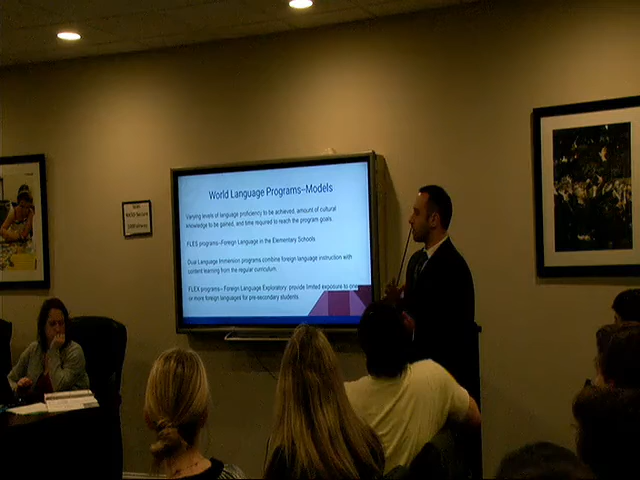 World Language Programs–Models
Varying levels of language proficiency to be achieved, amount of cultural
knowledge to be gained, and time required to reach the program goals.
FLES programs–Foreign Language in the Elementary Schools
Dual Language Immersion programs combine foreign language instruction with
content learning from the regular curriculum.
FLEX programs– Foreign Language Exploratory: provide limited exposure to one
or more foreign languages for pre-secondary students